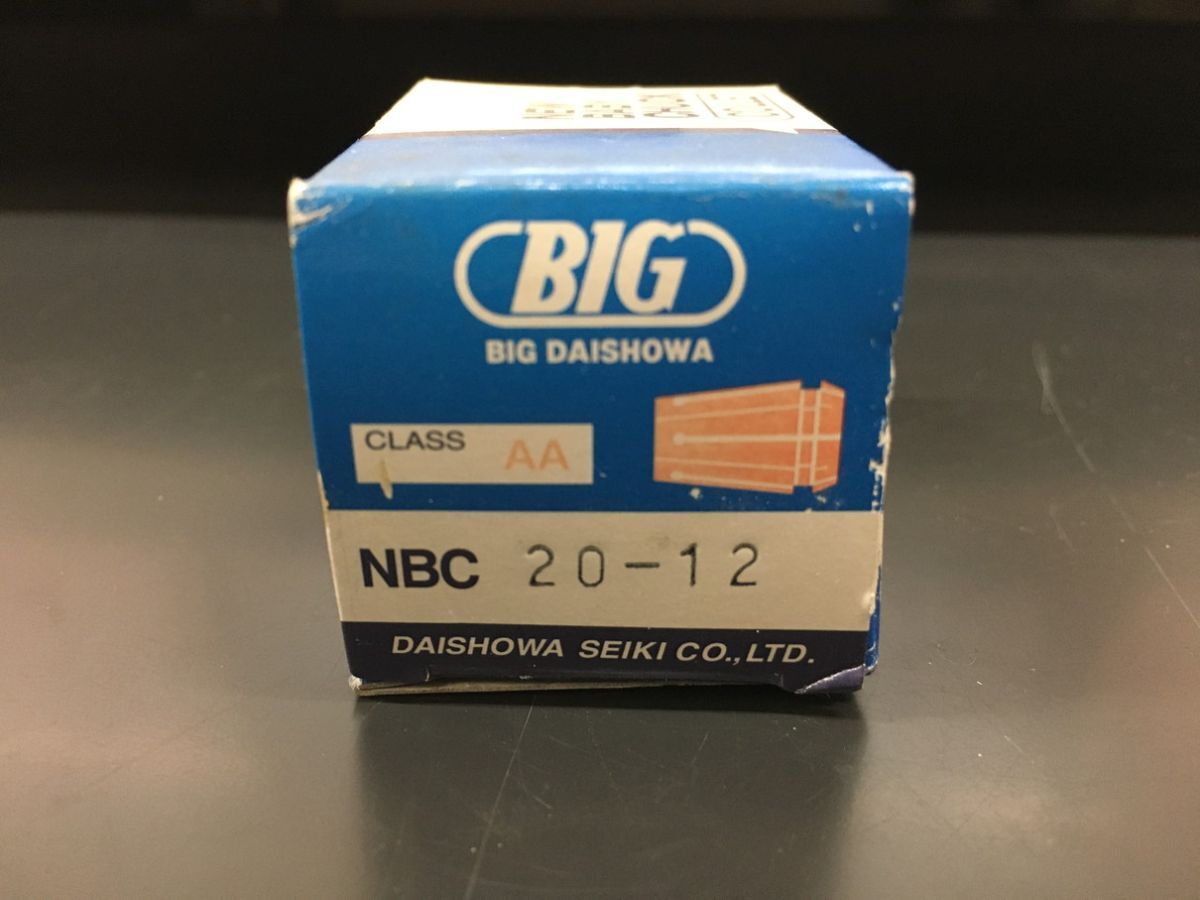 BIG
BIG DAISHOWA
CLASS AA
NBC 20-12
DAISHOWA SEIKI CO.,LTD.